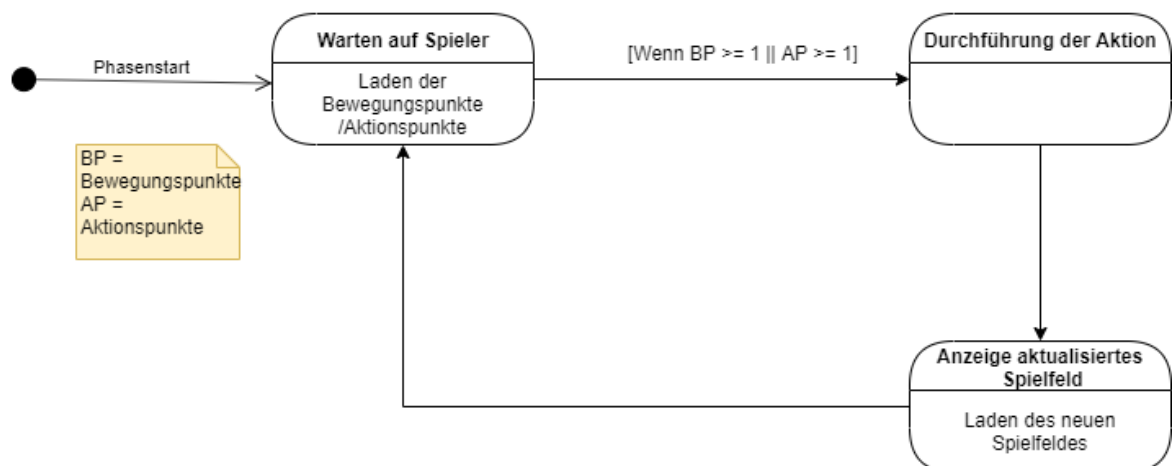 Phasenstart
Warten auf Spieler
Laden der
Bewegungspunkte
/Aktionspunkte
[Wenn BP >= 1 || AP >= 1]
Durchführung der Aktion
BP =
Bewegungspunkte
AP =
Aktionspunkte
Anzeige aktualisiertes
Spielfeld
Laden des neuen
Spielfeldes